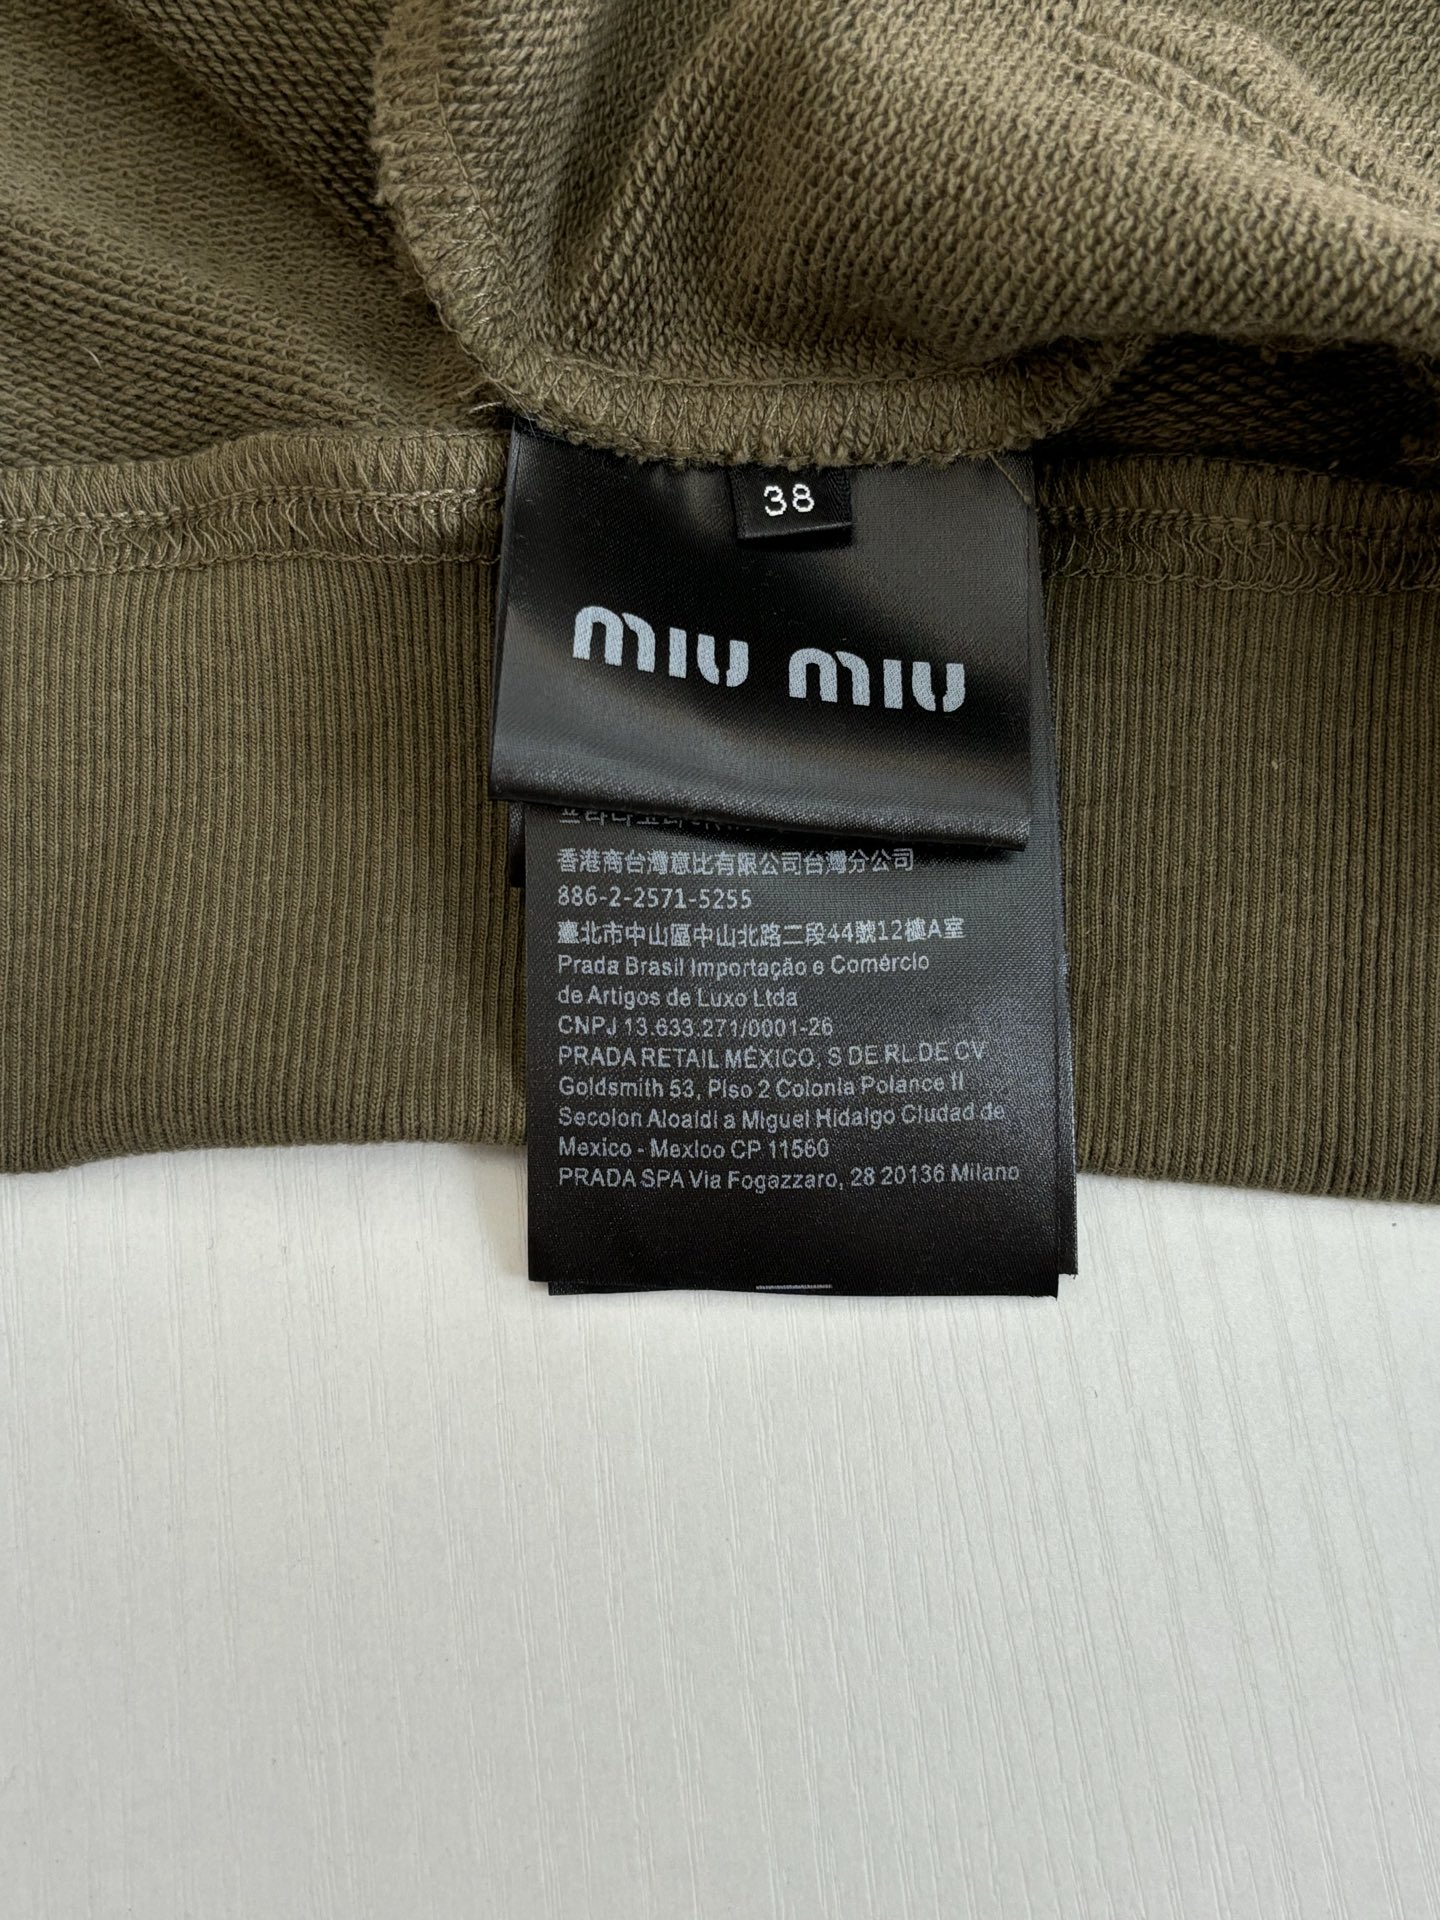 38
miu miu
香港商台灣意比有限公司台灣分公司
886-2-2571-5255
臺北市中山區中山北路二段44號12樓A室
Prada Brasil Importação e Comércio
de Artigos de Luxo Ltda
CNPJ 13.633.271/0001-26
PRADA RETAIL MÉXICO, S DE RL DE CV
Goldsmith 53, Piso 2 Colonia Polance II
Secolon Aloaldi a Miguel Hidalgo Ciudad de
Mexico - Mexloo CP 11560
PRADA SPA Via Fogazzaro, 28 20136 Milano